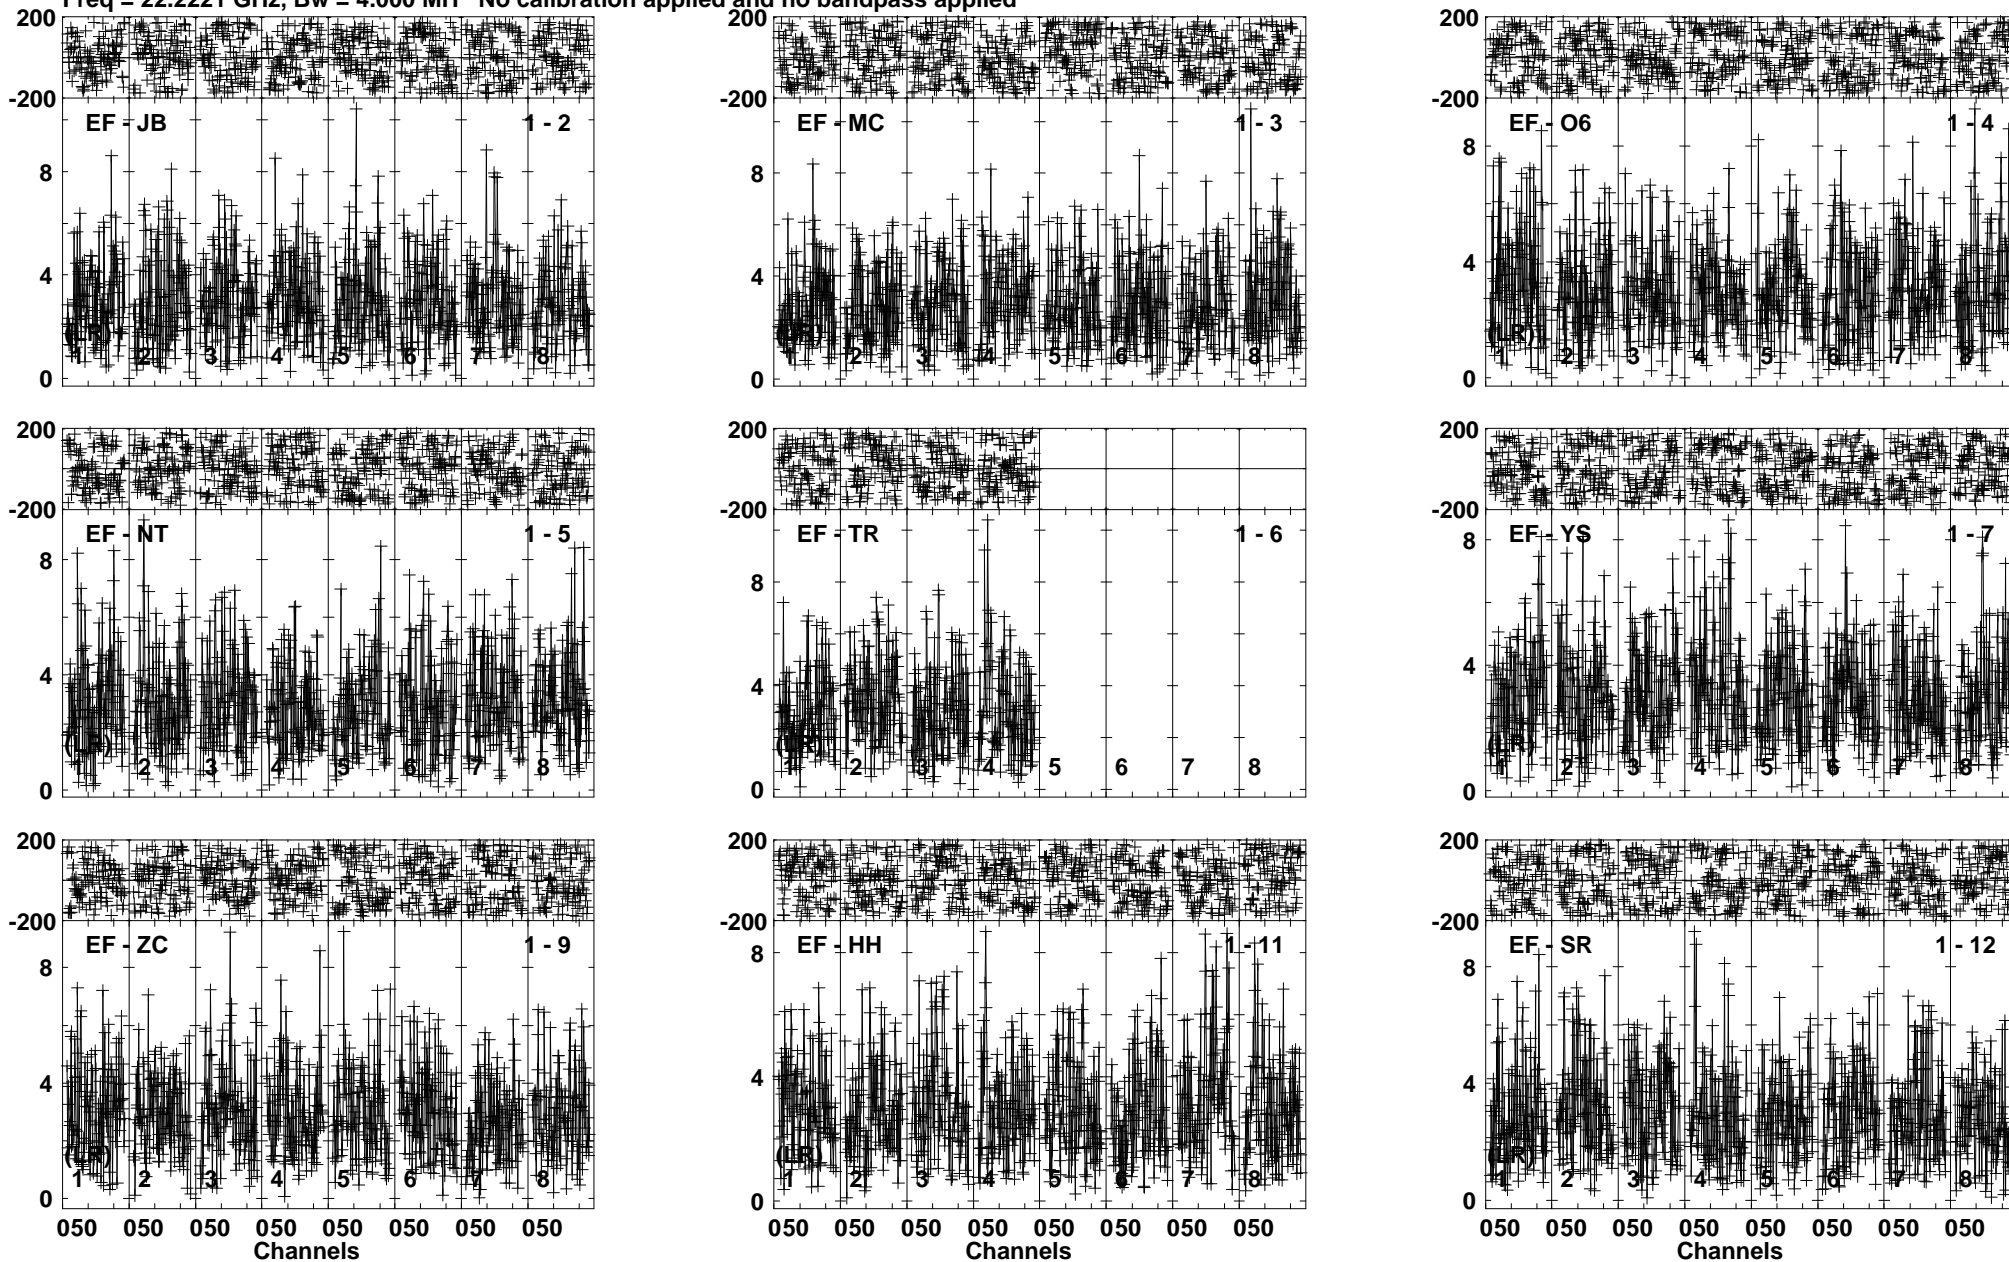 Freq = 22.2221 GHz, Bw = 4.000 MH No calibration applied and no bandpass applied
200 200 200
-200 -200 -200
EF - JB 1 - 2 EF - MC 1 - 3 EF - O6 1 - 4
8 8 8
4 4 4
(LR) (LR) (LR)
1 2 3 4 5 6 7 8 1 2 3 4 5 6 7 8 1 2 3 4 5 6 7 8
0 0 0
200 200 200
-200 -200 -200
EF - NT 1 - 5 EF - TR 1 - 6 EF - YS 1 - 7
8 8 8
4 4 4
(LR) (LR) (LR)
1 2 3 4 5 6 7 8 1 2 3 4 5 6 7 8 1 2 3 4 5 6 7 8
0 0 0
200 200 200
-200 -200 -200
EF - ZC 1 - 9 EF - HH 1 - 11 EF - SR 1 - 12
8 8 8
4 4 4
(LR) (LR) (LR)
1 2 3 4 5 6 7 8 1 2 3 4 5 6 7 8 1 2 3 4 5 6 7 8
0 0 0
050 050 050 050 050 050 050 050 050 050 050 050 050 050 050 050 050 050 050 050 050 050 050 050
Channels Channels Channels